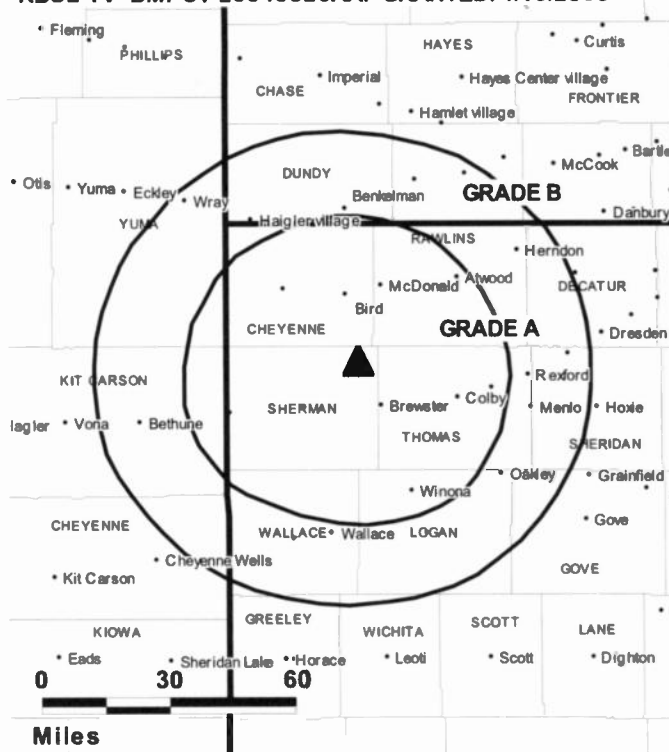 Fleming
Curtis
PHILLIPS
HAYES
Imperial
Hayes Center village
CHASE
FRONTIER
Hamlet village
Bartle
McCook
DUNDY
Otis
Yuma
Eckley
Wray
Benkelman
GRADE B
Danbury
YUMA
Haigler village
RAWLINS
Herndon
McDonald
Atwood
DECATUR
Bird
CHEYENNE
GRADE A
Dresden
KIT CARSON
Rexford
SHERMAN
Brewster
Colby
Menlo
Hoxie
lagler
Vona
Bethune
THOMAS
SHERIDAN
Oakley
Grainfield
Winona
Gove
CHEYENNE
WALLACE
Wallace
LOGAN
Cheyenne Wells
GOVE
Kit Carson
GREELEY
KIOWA
WICHITA
SCOTT
LANE
Eads
Sheridan Lake
Horace
Leoti
Scott
Dighton
0 30 60
Miles